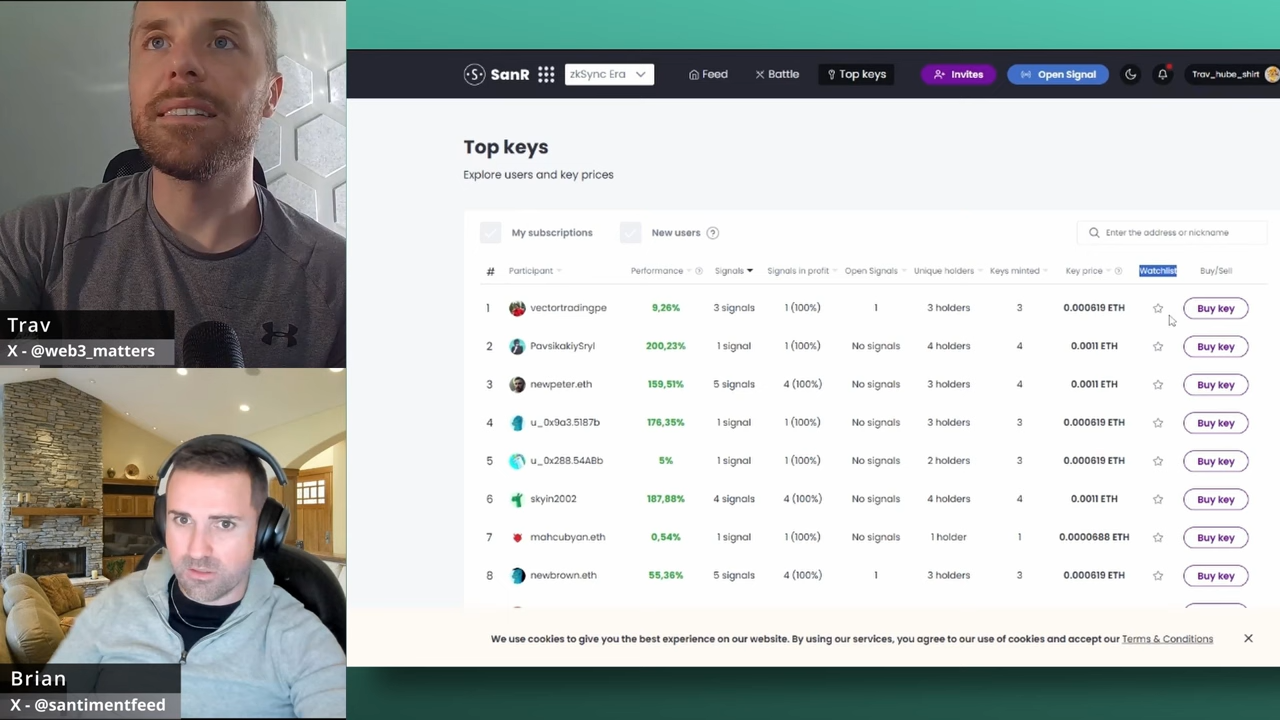 Trav
X - @web3_matters
Brian
X - @santimentfeed
SanR zkSync Era Feed Battle Top keys Invites Open Signal Trav_hube_shirt
Top keys
Explore users and key prices
My subscriptions New users Enter the address or nickname
# Participant Performance Signals Signals in profit Open Signals Unique holders Keys minted Key price Watchlist Buy/Sell
1 vectortradingpe 9,26% 3 signals 1 (100%) 1 3 holders 3 0.000619 ETH Buy key
2 PavsikakiySryl 200,23% 1 signal 1 (100%) No signals 4 holders 4 0.0011 ETH Buy key
3 newpeter.eth 159,51% 5 signals 4 (100%) No signals 3 holders 4 0.0011 ETH Buy key
4 u_0x9a3.5187b 176,35% 1 signal 1 (100%) No signals 3 holders 3 0.000619 ETH Buy key
5 u_0x288.54ABb 5% 1 signal 1 (100%) No signals 2 holders 3 0.000619 ETH Buy key
6 skyin2002 187,88% 4 signals 4 (100%) No signals 4 holders 4 0.0011 ETH Buy key
7 mahcubyan.eth 0,54% 1 signal 1 (100%) No signals 1 holder 1 0.0000688 ETH Buy key
8 newbrown.eth 55,36% 5 signals 4 (100%) 1 3 holders 3 0.000619 ETH Buy key
We use cookies to give you the best experience on our website. By using our services, you agree to our use of cookies and accept our Terms & Conditions